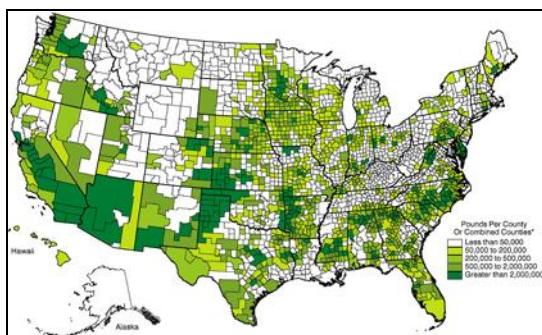 Pounds Per County
Or Combined Counties*
Less than 50,000
50,000 to 200,000
200,000 to 500,000
500,000 to 2,000,000
Greater than 2,000,000
Hawaii
Alaska